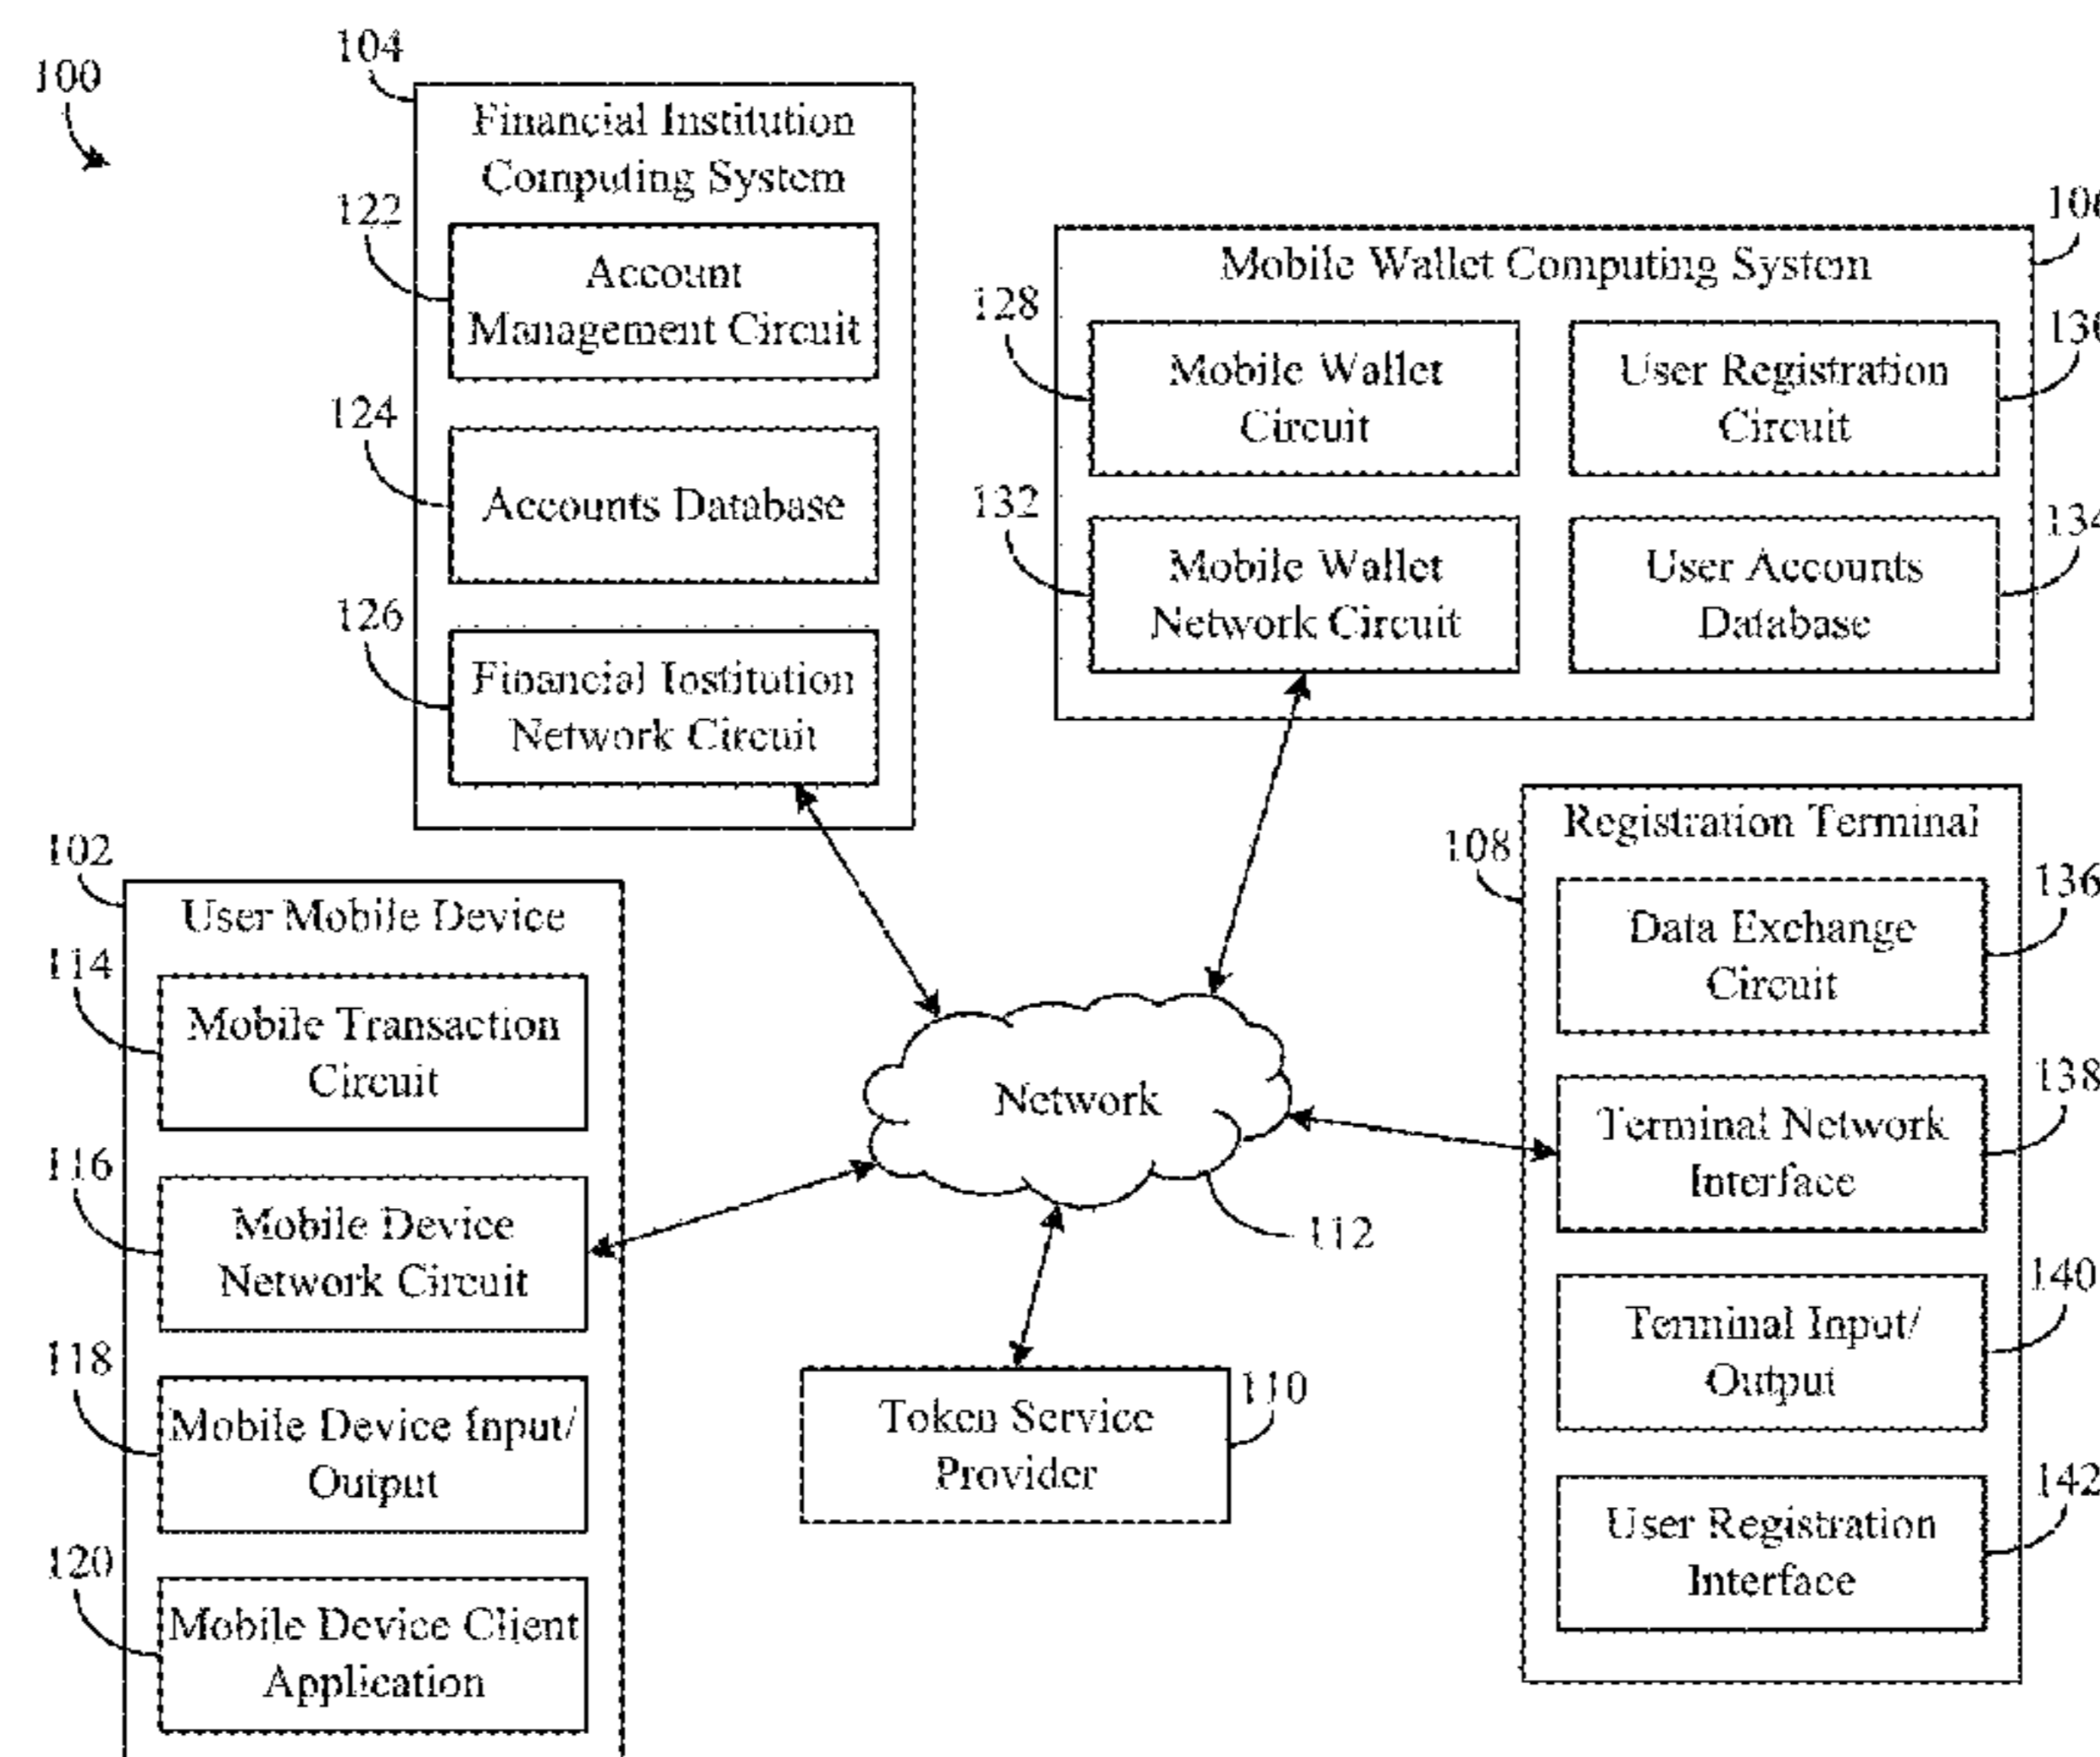 100
104
Financial Institution
Computing System
122
Account
Management Circuit
124
Accounts Database
126
Financial Institution
Network Circuit
106
Mobile Wallet Computing System
128
Mobile Wallet
Circuit
130
User Registration
Circuit
132
Mobile Wallet
Network Circuit
134
User Accounts
Database
102
User Mobile Device
114
Mobile Transaction
Circuit
116
Mobile Device
Network Circuit
118
Mobile Device Input/
Output
120
Mobile Device Client
Application
Network
112
Token Service
Provider
110
108
Registration Terminal
136
Data Exchange
Circuit
138
Terminal Network
Interface
140
Terminal Input/
Output
142
User Registration
Interface